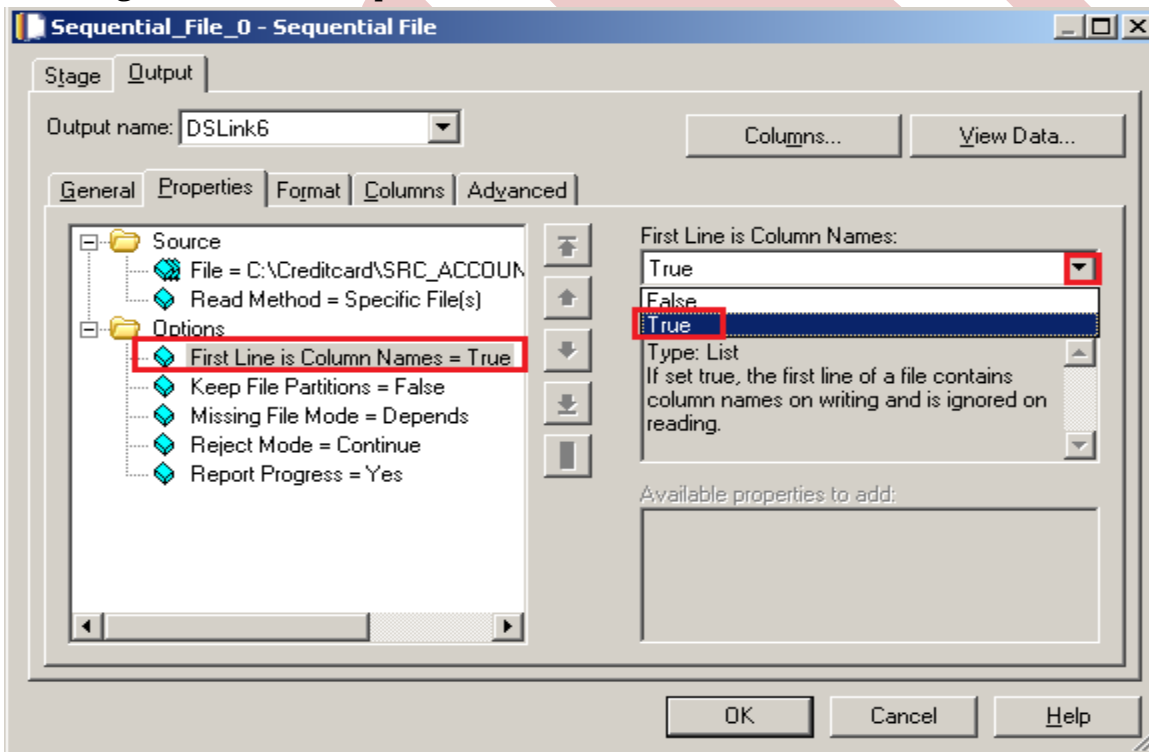 Sequential_File_0 - Sequential File
Stage Output
Output name: DSLink6 Columns... View Data...
General Properties Format Columns Advanced
Source
File = C:\Creditcard\SRC_ACCOUN
Read Method = Specific File(s)
Options
First Line is Column Names = True
Keep File Partitions = False
Missing File Mode = Depends
Reject Mode = Continue
Report Progress = Yes
First Line is Column Names:
True
False
True
Type: List
If set true, the first line of a file contains
column names on writing and is ignored on
reading.
Available properties to add:
OK Cancel Help